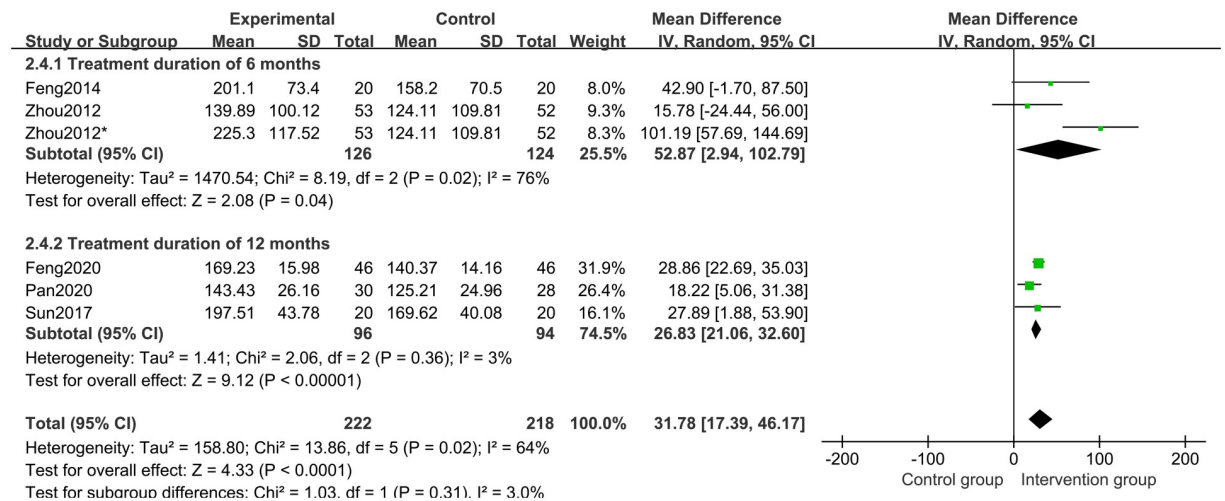 Experimental Control Mean Difference Mean Difference
Study or Subgroup Mean SD Total Mean SD Total Weight IV, Random, 95% CI IV, Random, 95% CI
2.4.1 Treatment duration of 6 months
Feng2014 201.1 73.4 20 158.2 70.5 20 8.0% 42.90 [-1.70, 87.50]
Zhou2012 139.89 100.12 53 124.11 109.81 52 9.3% 15.78 [-24.44, 56.00]
Zhou2012* 225.3 117.52 53 124.11 109.81 52 8.3% 101.19 [57.69, 144.69]
Subtotal (95% CI) 126 124 25.5% 52.87 [2.94, 102.79]
Heterogeneity: Tau² = 1470.54; Chi² = 8.19, df = 2 (P = 0.02); I² = 76%
Test for overall effect: Z = 2.08 (P = 0.04)
2.4.2 Treatment duration of 12 months
Feng2020 169.23 15.98 46 140.37 14.16 46 31.9% 28.86 [22.69, 35.03]
Pan2020 143.43 26.16 30 125.21 24.96 28 26.4% 18.22 [5.06, 31.38]
Sun2017 197.51 43.78 20 169.62 40.08 20 16.1% 27.89 [1.88, 53.90]
Subtotal (95% CI) 96 94 74.5% 26.83 [21.06, 32.60]
Heterogeneity: Tau² = 1.41; Chi² = 2.06, df = 2 (P = 0.36); I² = 3%
Test for overall effect: Z = 9.12 (P < 0.00001)
Total (95% CI) 222 218 100.0% 31.78 [17.39, 46.17]
Heterogeneity: Tau² = 158.80; Chi² = 13.86, df = 5 (P = 0.02); I² = 64%
Test for overall effect: Z = 4.33 (P < 0.0001)
Test for subgroup differences: Chi² = 1.03, df = 1 (P = 0.31), I² = 3.0%
-200 -100 0 100 200
Control group Intervention group